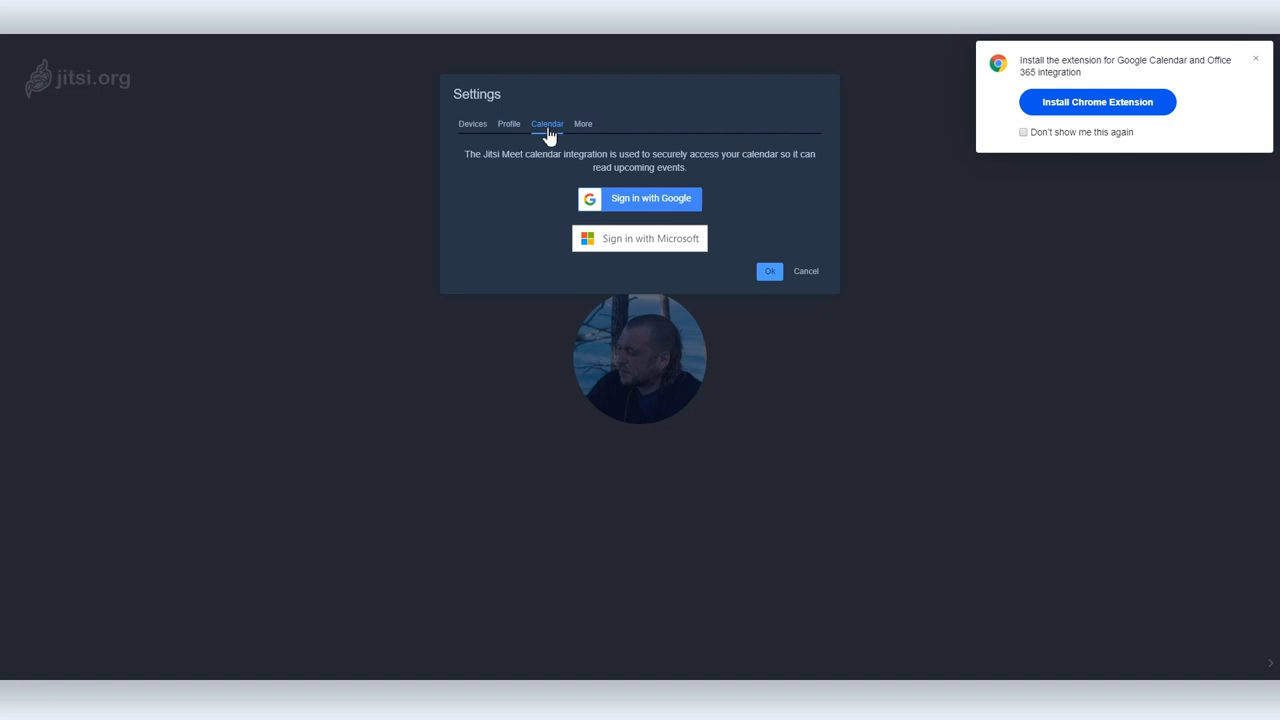 jitsi.org
Install the extension for Google Calendar and Office
365 integration
Install Chrome Extension
Don't show me this again
Settings
Devices Profile Calendar More
The Jitsi Meet calendar integration is used to securely access your calendar so it can
read upcoming events.
Sign in with Google
Sign in with Microsoft
Ok Cancel